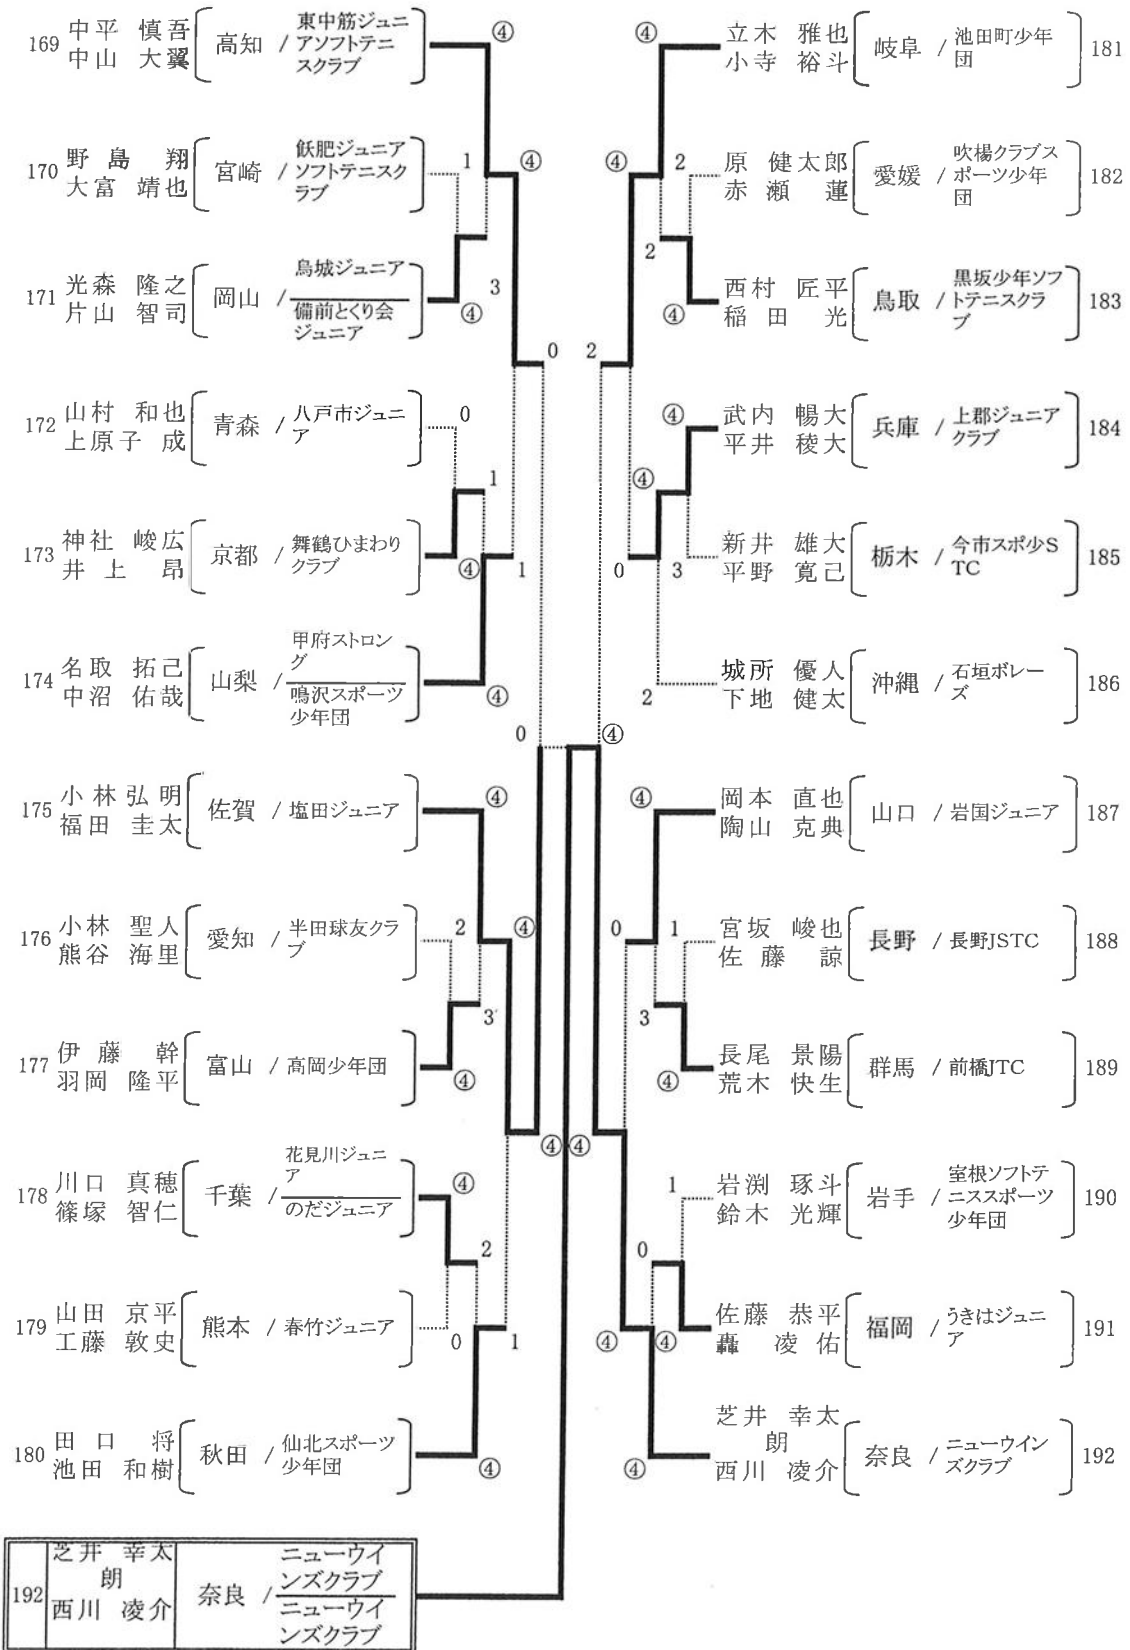 169
中平 慎吾
中山 大翼
高知 /
東中筋ジュニ
アソフトテニ
スクラブ
④
170
野島 翔
大富 靖也
宮崎 /
飫肥ジュニア
ソフトテニスク
ラブ
1
④
171
光森 隆之
片山 智司
岡山 /
烏城ジュニア
備前とくり会
ジュニア
④
3
0
172
山村 和也
上原子 成
青森 /
八戸市ジュニ
ア
0
1
173
神社 峻広
井上 昂
京都 /
舞鶴ひまわり
クラブ
④
1
174
名取 拓己
中沼 佑哉
山梨 /
甲府ストロン
グ
鳴沢スポーツ
少年団
④
0
175
小林弘明
福田 圭太
佐賀 /
塩田ジュニア
④
176
小林 聖人
熊谷 海里
愛知 /
半田球友クラ
ブ
2
④
177
伊藤 幹
羽岡 隆平
富山 /
高岡少年団
3
④
④
178
川口 真穂
篠塚 智仁
千葉 /
花見川ジュニ
ア
のだジュニア
④
2
179
山田 京平
工藤 敦史
熊本 /
春竹ジュニア
0
1
180
田口 将
池田 和樹
秋田 /
仙北スポーツ
少年団
④
④
立木 雅也
小寺 裕斗
岐阜 /
池田町少年
団
181
④
2
原 健太郎
赤瀬 蓮
愛媛 /
吹揚クラブス
ポーツ少年
団
182
2
④
西村 匠平
稲田 光
鳥取 /
黒坂少年ソフ
トテニスクラ
ブ
183
2
④
武内 暢大
平井 稜大
兵庫 /
上郡ジュニア
クラブ
184
④
0
3
新井 雄大
平野 寛己
栃木 /
今市スポ少S
TC
185
2
城所 優人
下地 健太
沖縄 /
石垣ボレー
ズ
186
④
④
岡本 直也
陶山 克典
山口 /
岩国ジュニア
187
0
1
宮坂 峻也
佐藤 諒
長野 /
長野JSTC
188
3
④
長尾 景陽
荒木 快生
群馬 /
前橋JTC
189
④
1
岩渕 琢斗
鈴木 光輝
岩手 /
室根ソフトテ
ニススポーツ
少年団
190
0
④
④
佐藤 恭平
轟 凌佑
福岡 /
うきはジュニ
ア
191
④
芝井 幸太
朗
西川 凌介
奈良 /
ニューウイン
ズクラブ
192
192
芝井 幸太
朗
西川 凌介
奈良 /
ニューウイ
ンズクラブ
ニューウイ
ンズクラブ